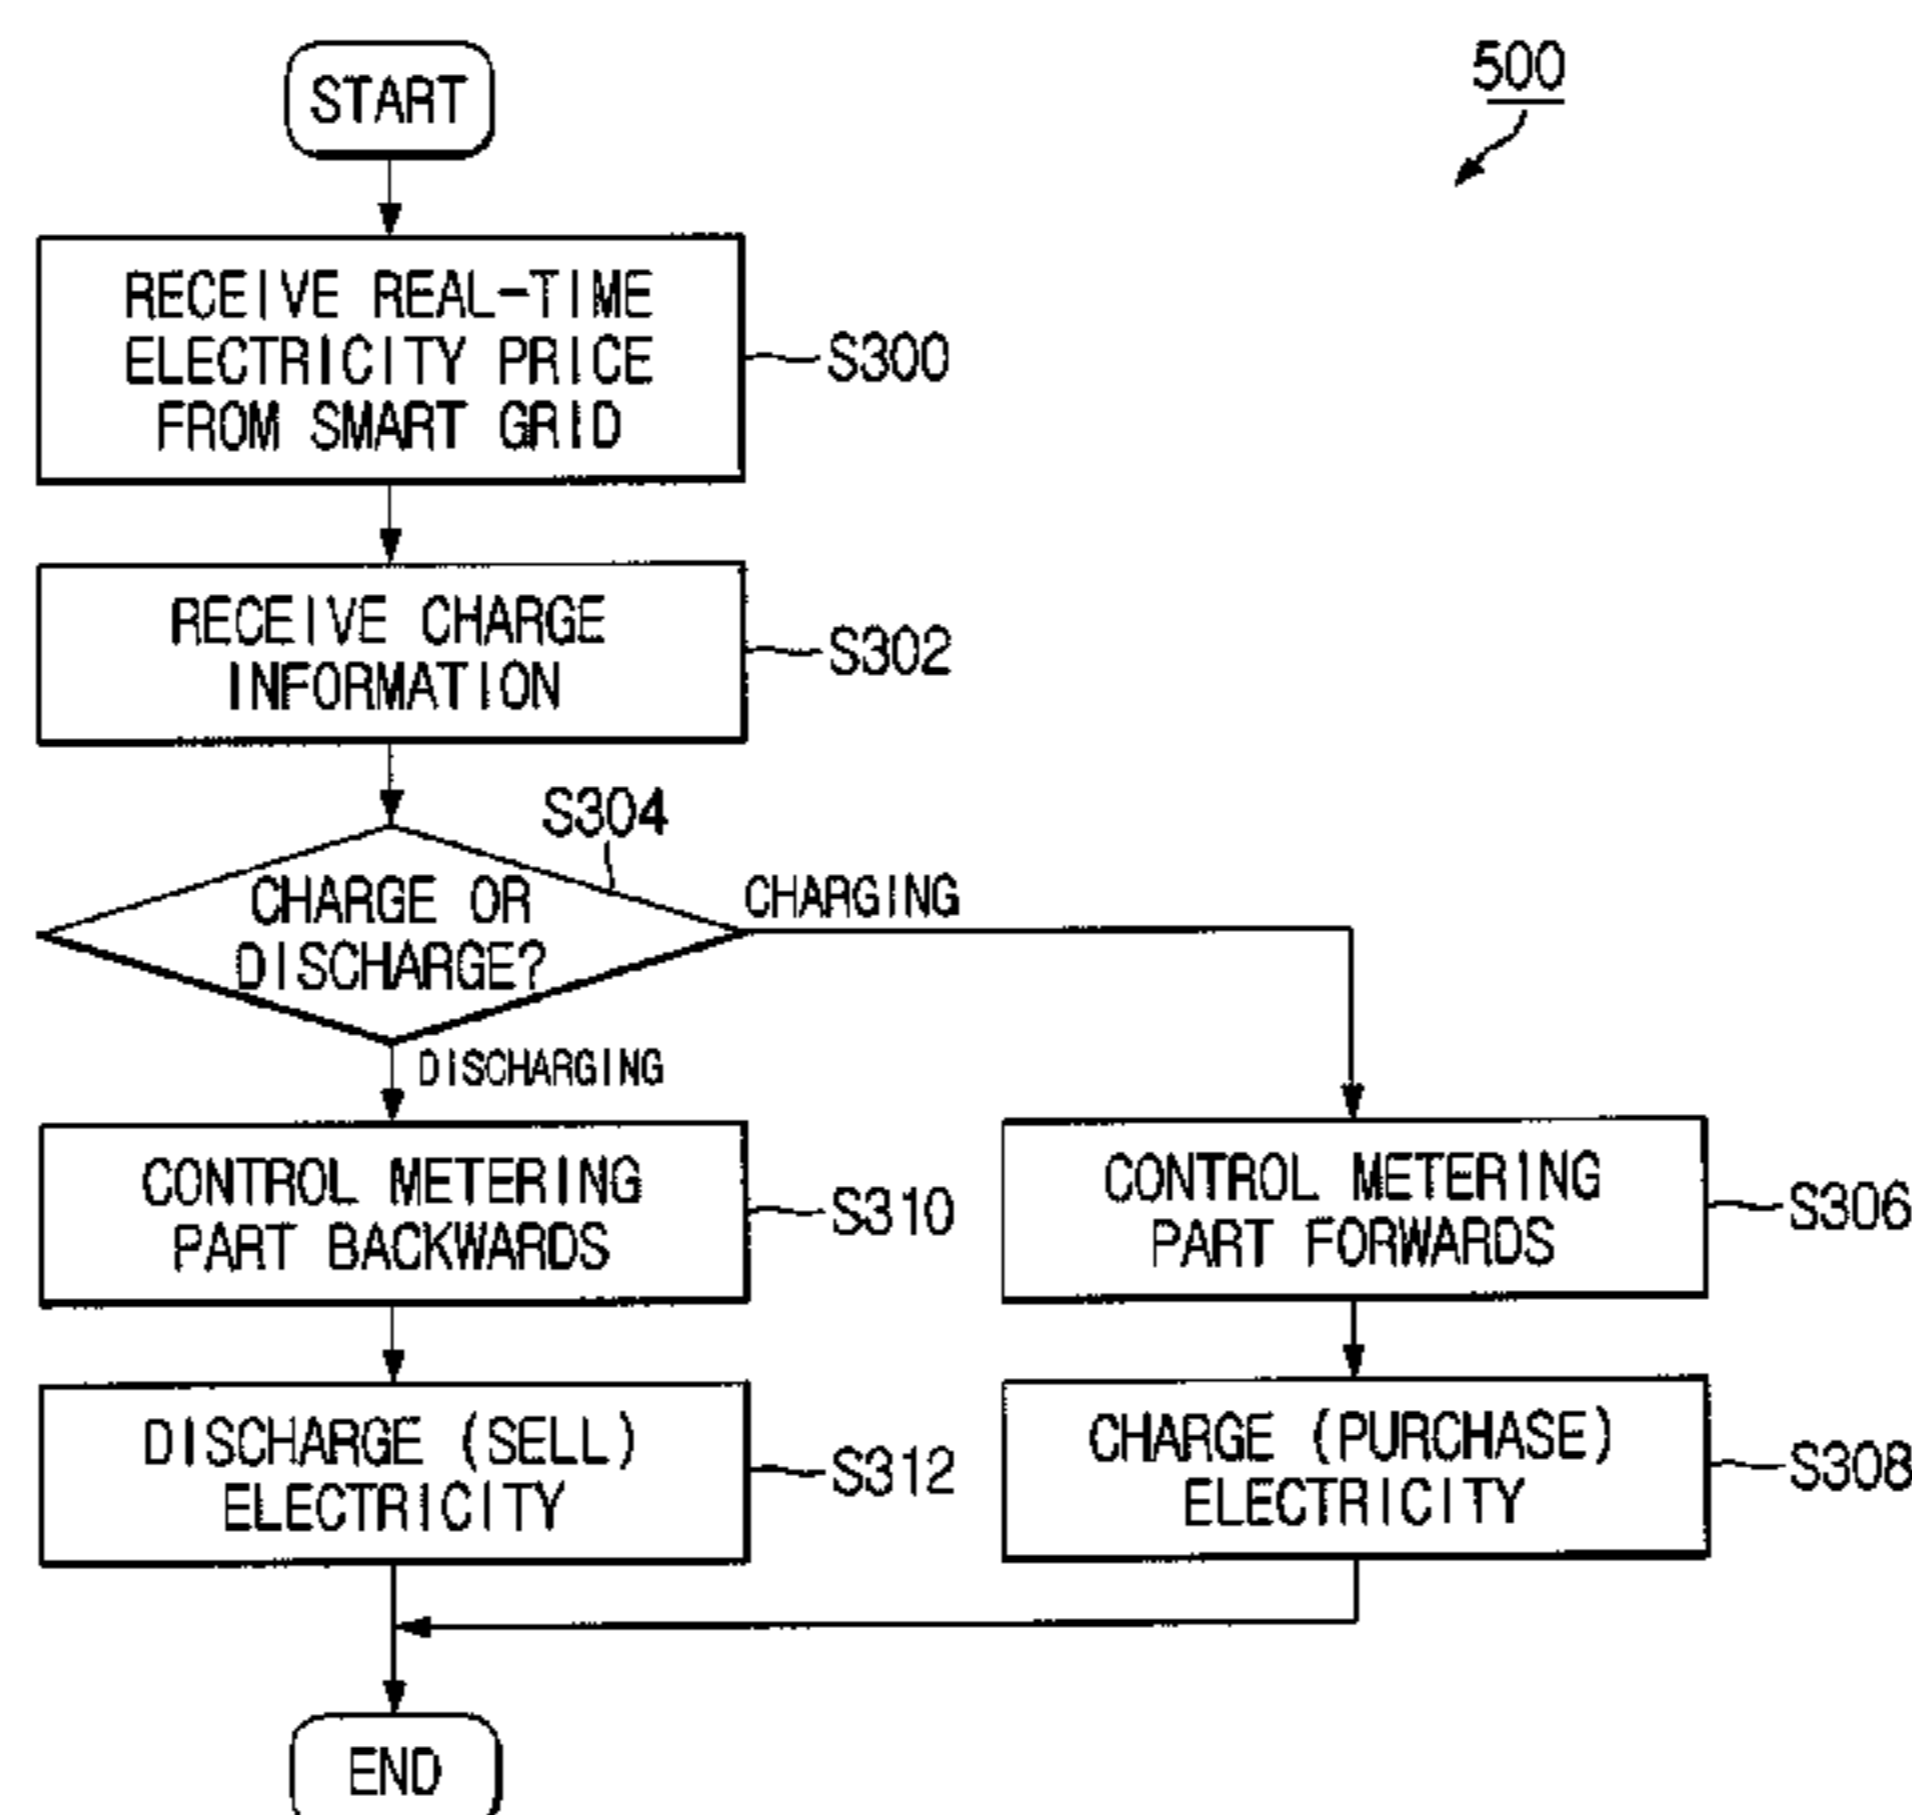 START
500
RECEIVE REAL-TIME
ELECTRICITY PRICE
FROM SMART GRID
S300
RECEIVE CHARGE
INFORMATION
S302
S304
CHARGE OR
DISCHARGE?
CHARGING
DISCHARGING
CONTROL METERING
PART BACKWARDS
S310
CONTROL METERING
PART FORWARDS
S306
DISCHARGE (SELL)
ELECTRICITY
S312
CHARGE (PURCHASE)
ELECTRICITY
S308
END